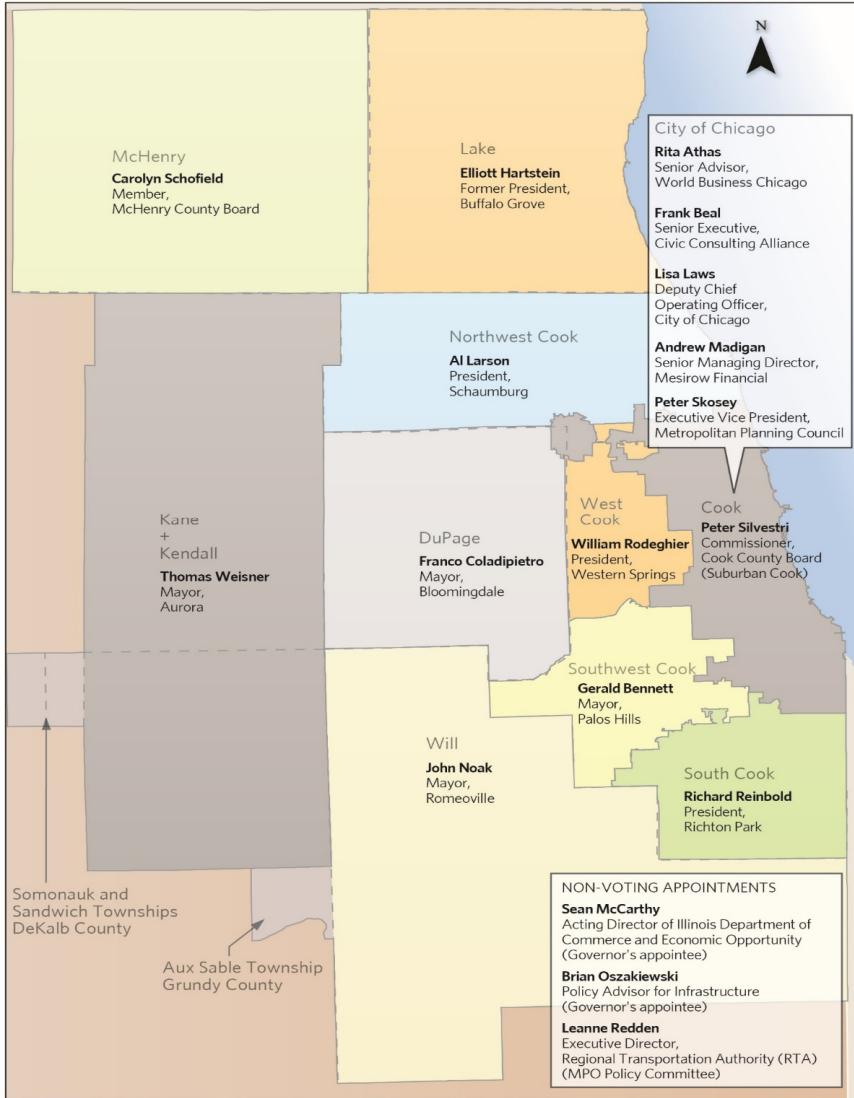 N
McHenry
Carolyn Schofield
Member,
McHenry County Board
Lake
Elliott Hartstein
Former President,
Buffalo Grove
City of Chicago
Rita Athas
Senior Advisor,
World Business Chicago
Frank Beal
Senior Executive,
Civic Consulting Alliance
Lisa Laws
Deputy Chief
Operating Officer,
City of Chicago
Andrew Madigan
Senior Managing Director,
Mesirow Financial
Peter Skosey
Executive Vice President,
Metropolitan Planning Council
Northwest Cook
Al Larson
President,
Schaumburg
Kane
+
Kendall
Thomas Weisner
Mayor,
Aurora
DuPage
Franco Coladipietro
Mayor,
Bloomingdale
West
Cook
William Rodeghier
President,
Western Springs
Cook
Peter Silvestri
Commissioner,
Cook County Board
(Suburban Cook)
Southwest Cook
Gerald Bennett
Mayor,
Palos Hills
Will
John Noak
Mayor,
Romeoville
South Cook
Richard Reinbold
President,
Richton Park
Somonauk and
Sandwich Townships
DeKalb County
Aux Sable Township
Grundy County
NON-VOTING APPOINTMENTS
Sean McCarthy
Acting Director of Illinois Department of
Commerce and Economic Opportunity
(Governor's appointee)
Brian Oszakiewski
Policy Advisor for Infrastructure
(Governor's appointee)
Leanne Redden
Executive Director,
Regional Transportation Authority (RTA)
(MPO Policy Committee)